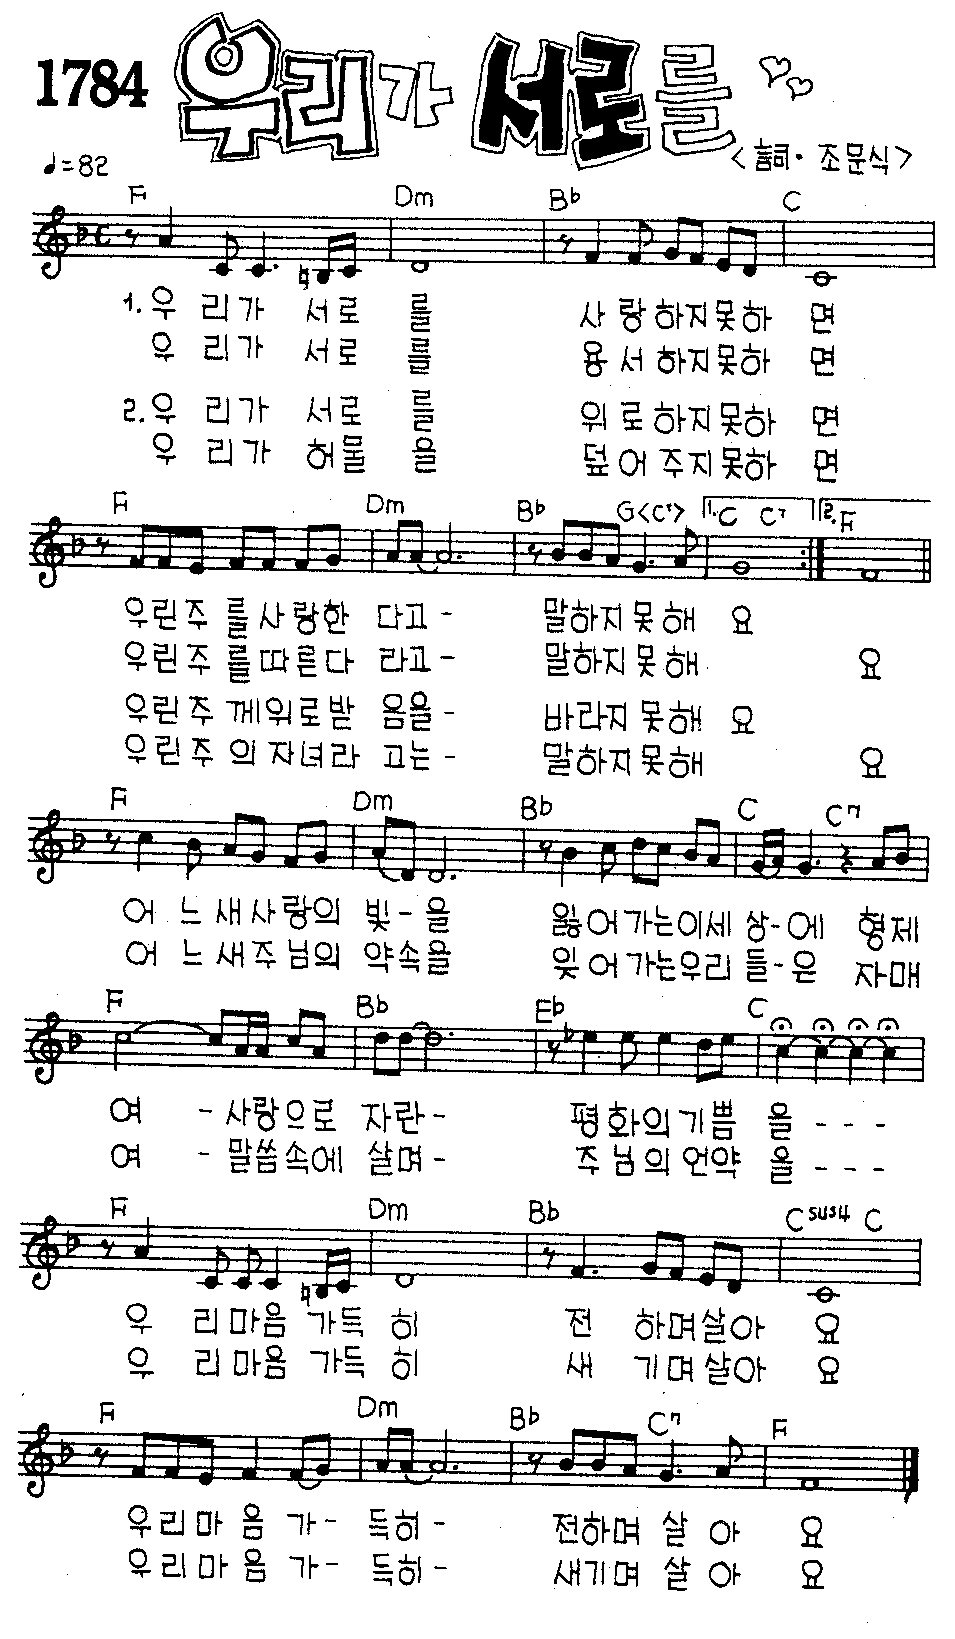 1784 우리가 서로를
♩=82 <詞·조문식>
F Dm B♭ C
1. 우 리 가 서 로 를 사 랑 하지못하 면
우 리 가 서 로 를 용 서 하지못하 면
2. 우 리 가 서 로 를 위 로 하지못하 면
우 리 가 허 물 을 덮 어 주지못하 면
F Dm B♭ G<C7> 1. C C7 2. F
우린주 를사랑한 다고- 말하지못해 요
우린주 를따른다 라고- 말하지못해 요
우린주 께위로받 음을- 바라지못해 요
우린주 의자녀라 고는- 말하지못해 요
F Dm B♭ C C7
어 느 새사랑의 빛-을 잃어가는이세 상-에 형제
어 느 새주님의 약속을 잊어가는우리 들-은 자매
F B♭ E♭ C
여 -사랑으로 자란- 평화의기쁨 을---
여 -말씀속에 살며- 주님의언약 을---
F Dm B♭ Csus4 C
우 리마음 가득 히 전 하며살아 요
우 리마음 가득 히 새 기며살아 요
F Dm B♭ C7 F
우리마 음 가- 득히- 전하며 살 아 요
우리마 음 가- 득히- 새기며 살 아 요